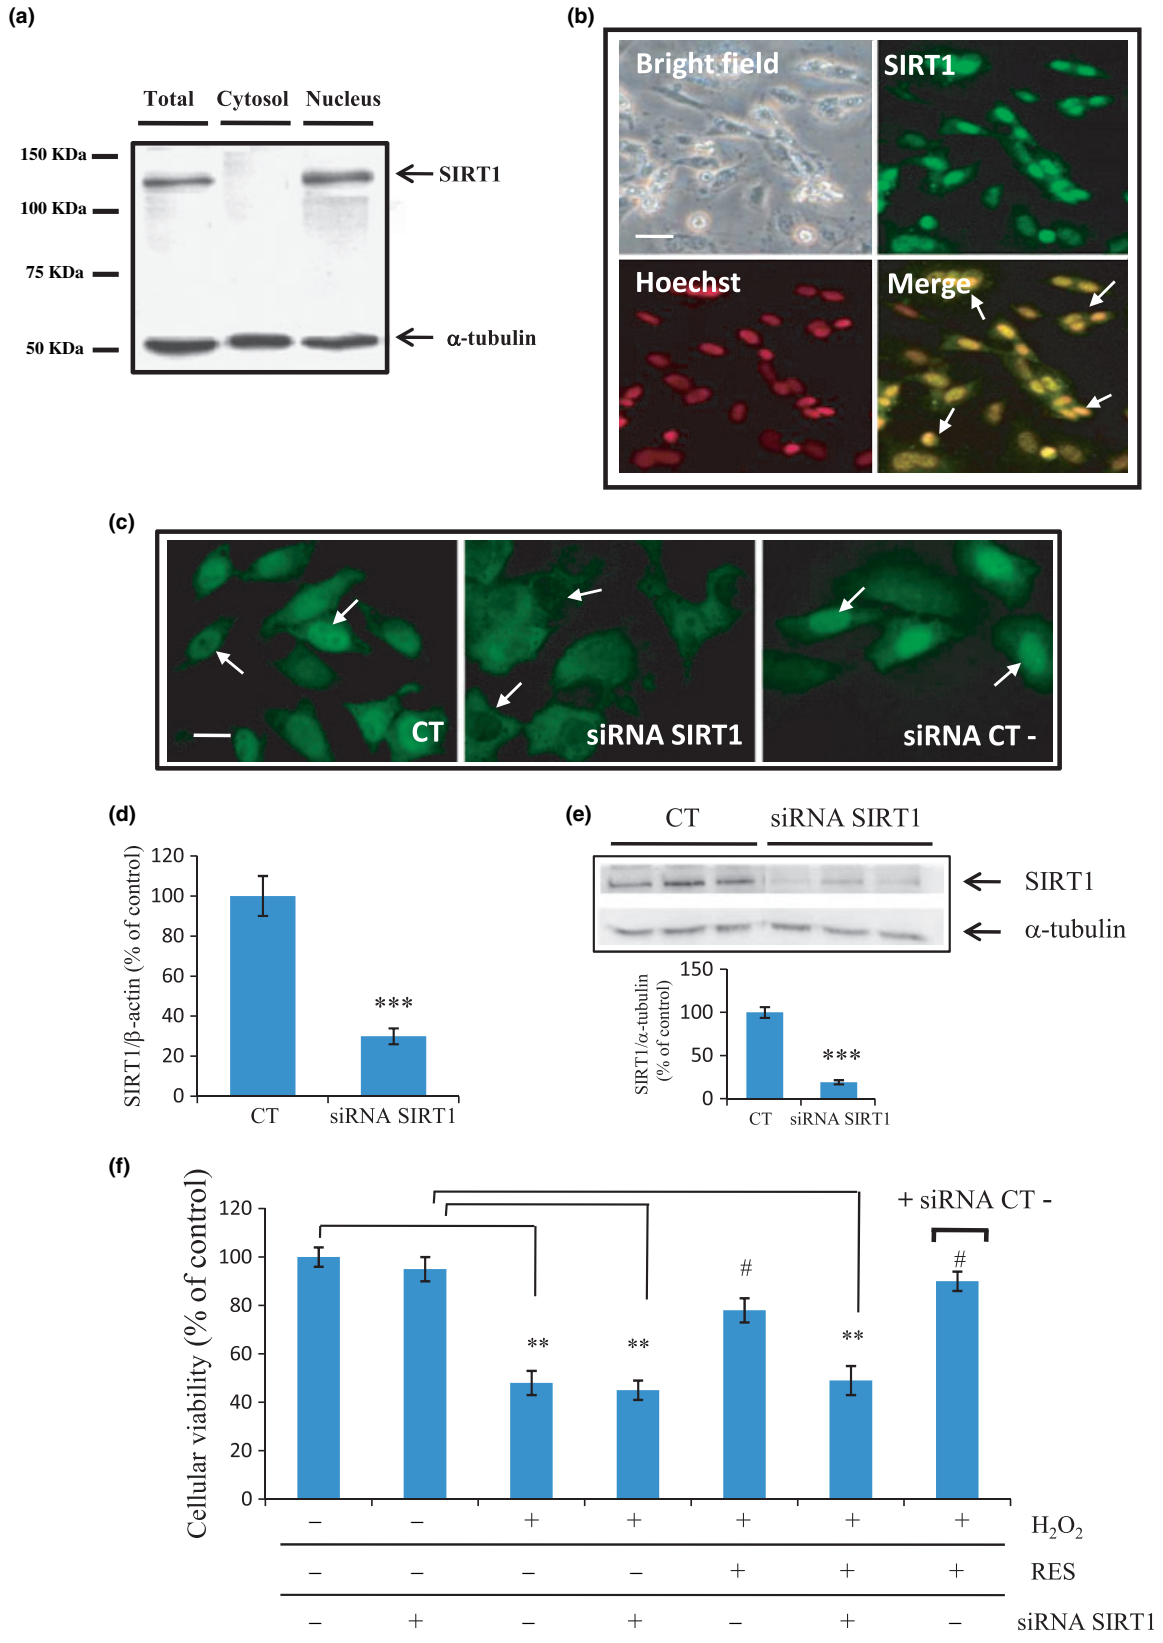 (a)
Total Cytosol Nucleus
150 KDa
SIRT1
100 KDa
75 KDa
50 KDa
α-tubulin
(b)
Bright field
SIRT1
Hoechst
Merge
(c)
CT
siRNA SIRT1
siRNA CT -
(d)
SIRT1/β-actin (% of control)
120
100
80
60
40
20
0
***
CT
siRNA SIRT1
(e)
CT
siRNA SIRT1
SIRT1
α-tubulin
SIRT1/α-tubulin
(% of control)
150
100
50
0
***
CT
siRNA SIRT1
(f)
Cellular viability (% of control)
120
100
80
60
40
20
0
** ** # ** #
+ siRNA CT -
– – + + + + + H₂O₂
– – – – + + + RES
– + – + – + – siRNA SIRT1